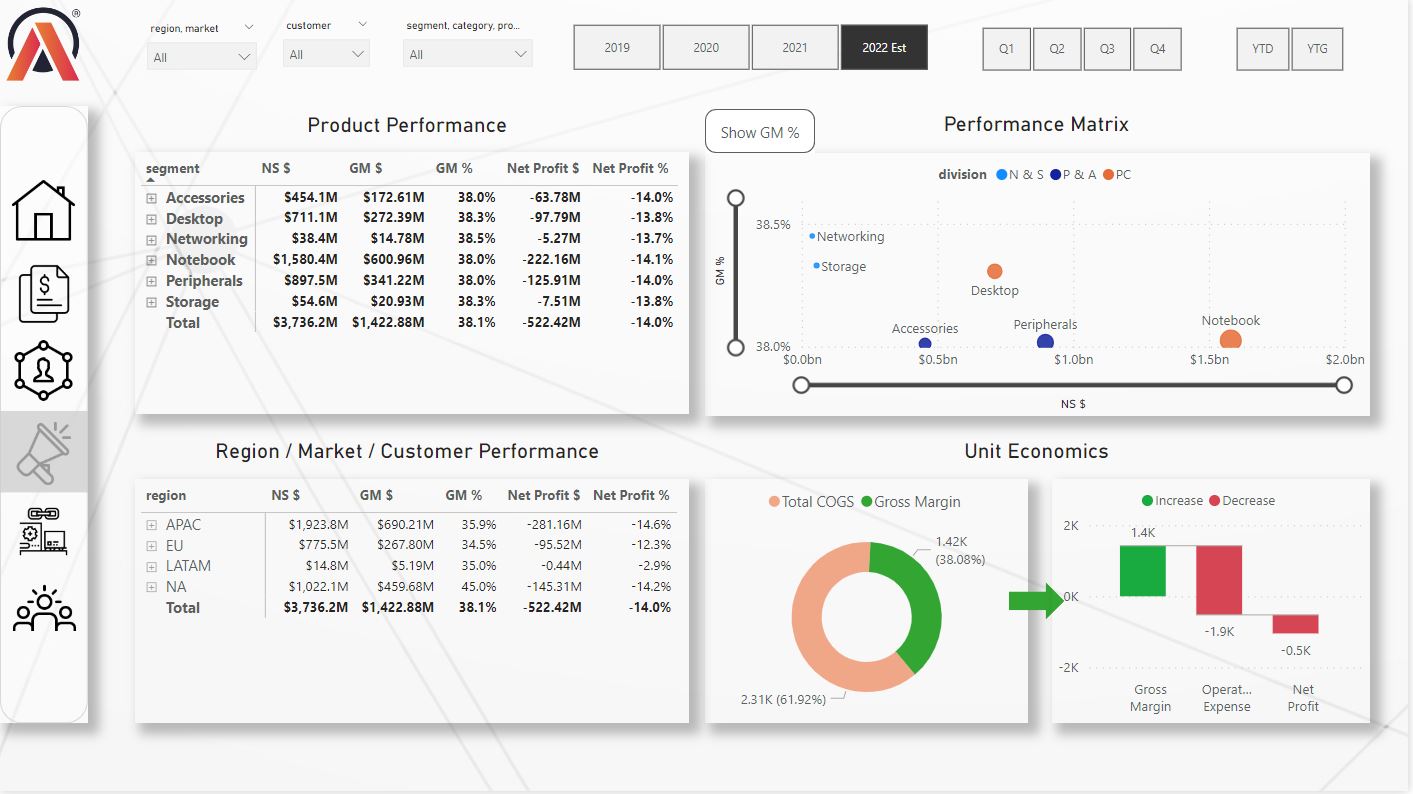 ®
region, market
All
customer
All
segment, category, pro...
All
2019
2020
2021
2022 Est
Q1
Q2
Q3
Q4
YTD
YTG
Product Performance
segment NS $ GM $ GM % Net Profit $ Net Profit %
Accessories $454.1M $172.61M 38.0% -63.78M -14.0%
Desktop $711.1M $272.39M 38.3% -97.79M -13.8%
Networking $38.4M $14.78M 38.5% -5.27M -13.7%
Notebook $1,580.4M $600.96M 38.0% -222.16M -14.1%
Peripherals $897.5M $341.22M 38.0% -125.91M -14.0%
Storage $54.6M $20.93M 38.3% -7.51M -13.8%
Total $3,736.2M $1,422.88M 38.1% -522.42M -14.0%
Show GM %
Performance Matrix
division N & S P & A PC
GM %
38.5%
38.0%
Networking
Storage
Desktop
Accessories
Peripherals
Notebook
$0.0bn $0.5bn $1.0bn $1.5bn $2.0bn
NS $
Region / Market / Customer Performance
region NS $ GM $ GM % Net Profit $ Net Profit %
APAC $1,923.8M $690.21M 35.9% -281.16M -14.6%
EU $775.5M $267.80M 34.5% -95.52M -12.3%
LATAM $14.8M $5.19M 35.0% -0.44M -2.9%
NA $1,022.1M $459.68M 45.0% -145.31M -14.2%
Total $3,736.2M $1,422.88M 38.1% -522.42M -14.0%
Unit Economics
Total COGS Gross Margin
1.42K
(38.08%)
2.31K (61.92%)
Increase Decrease
2K
0K
-2K
1.4K
-1.9K
-0.5K
Gross
Margin
Operat...
Expense
Net
Profit
$